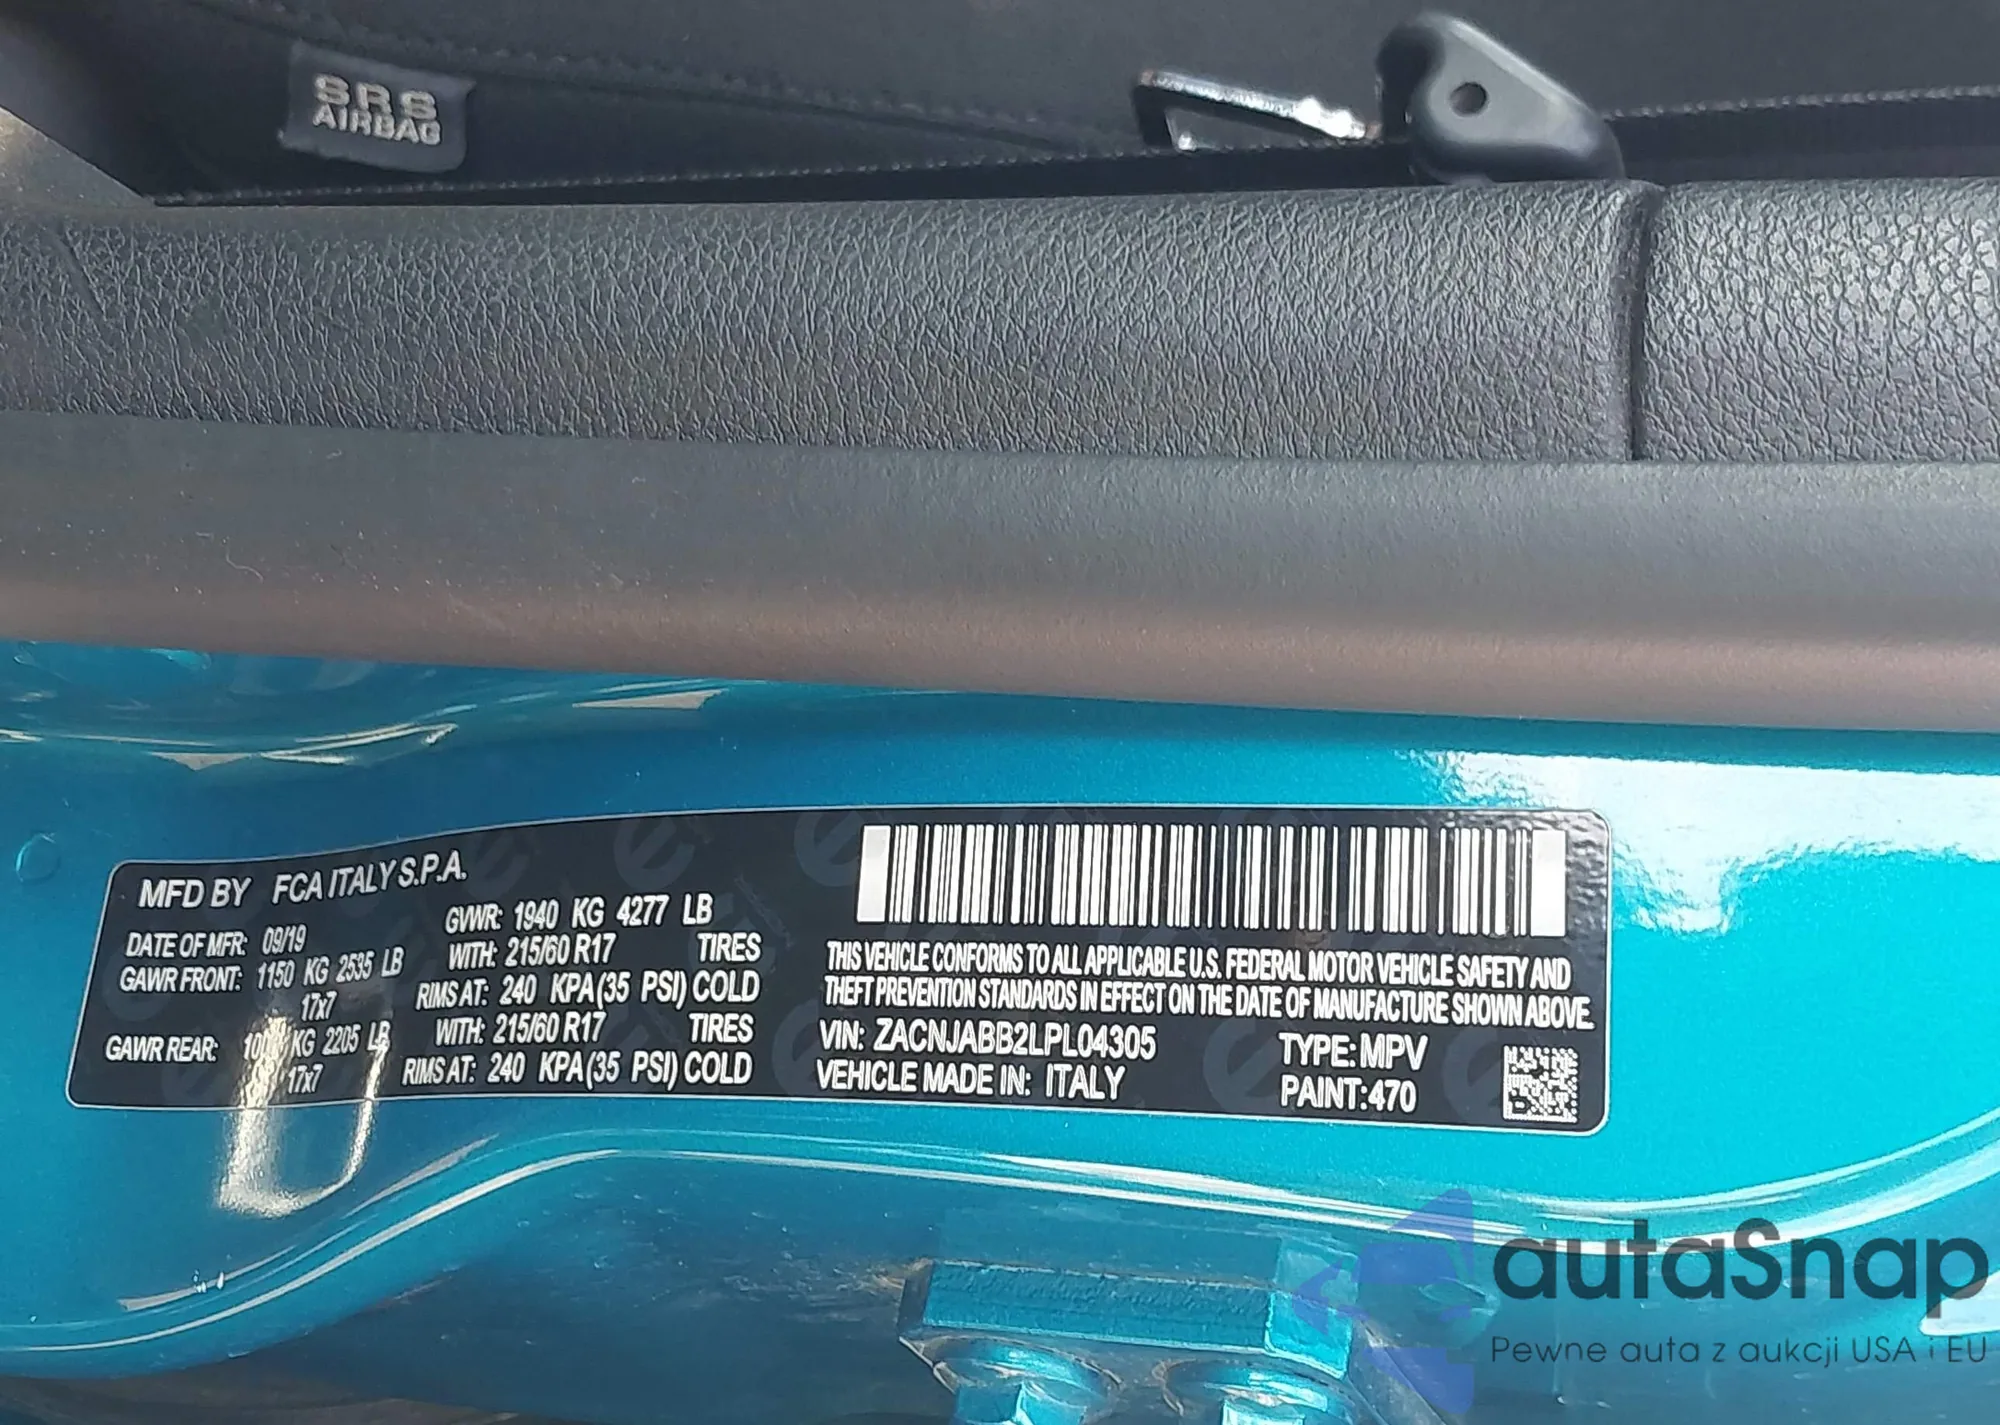 SRS
AIRBAG
MFD BY FCA ITALY S.P.A.
DATE OF MFR: 09/19 GVWR: 1940 KG 4277 LB
GAWR FRONT: 1150 KG 2535 LB WITH: 215/60 R17 TIRES
17x7 RIMS AT: 240 KPA(35 PSI) COLD
GAWR REAR: KG 2205 LB WITH: 215/60 R17 TIRES
17x7 RIMS AT: 240 KPA(35 PSI) COLD
THIS VEHICLE CONFORMS TO ALL APPLICABLE U.S. FEDERAL MOTOR VEHICLE SAFETY AND
THEFT PREVENTION STANDARDS IN EFFECT ON THE DATE OF MANUFACTURE SHOWN ABOVE.
VIN: ZACNJABB2LPL04305 TYPE: MPV
VEHICLE MADE IN: ITALY PAINT: 470
autaSnap
Pewne auta z aukcji USA i EU